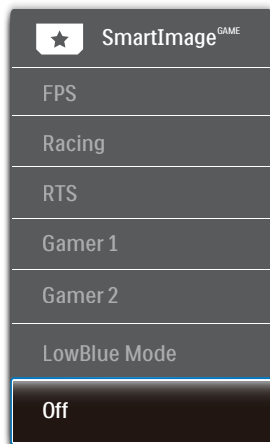 SmartImage GAME
FPS
Racing
RTS
Gamer 1
Gamer 2
LowBlue Mode
Off